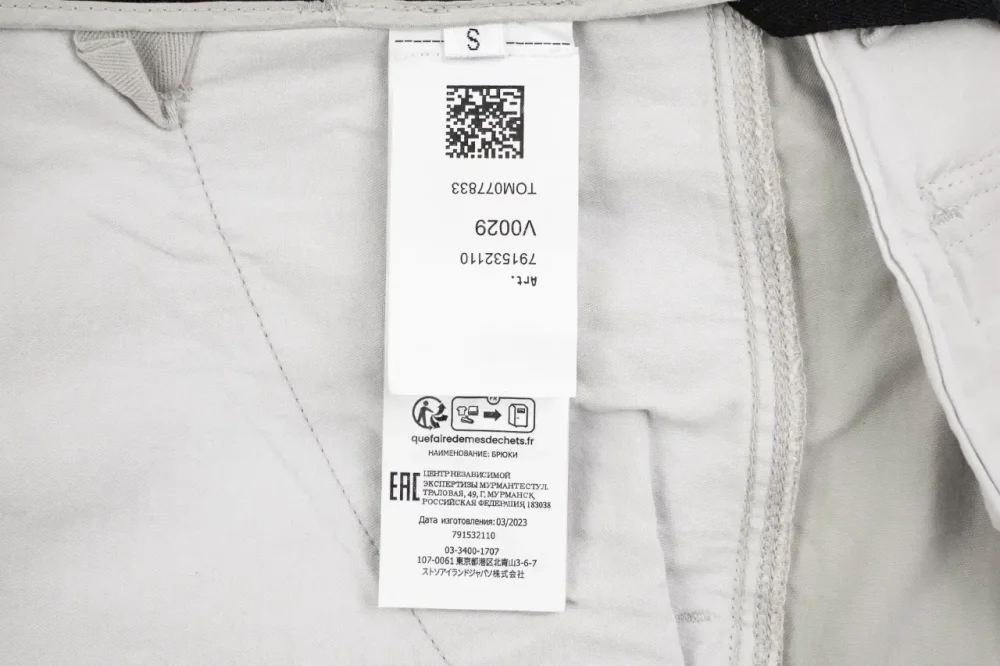 S
TOM077833
V0029
791532110
Art.
quefairedemesdechets.fr
НАИМЕНОВАНИЕ: БРЮКИ
EAC
ЦЕНТР НЕЗАВИСИМОЙ
ЭКСПЕРТИЗЫ МУРМАНТЕСТ УЛ.
ТРАЛОВАЯ, 49, Г. МУРМАНСК,
РОССИЙСКАЯ ФЕДЕРАЦИЯ, 183038
Дата изготовления: 03/2023
791532110
03-3400-1707
107-0061 東京都港区北青山3-6-7
ストソアイランドジャパン株式会社